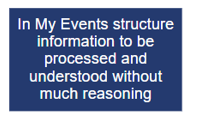 In My Events structure
information to be
processed and
understood without
much reasoning